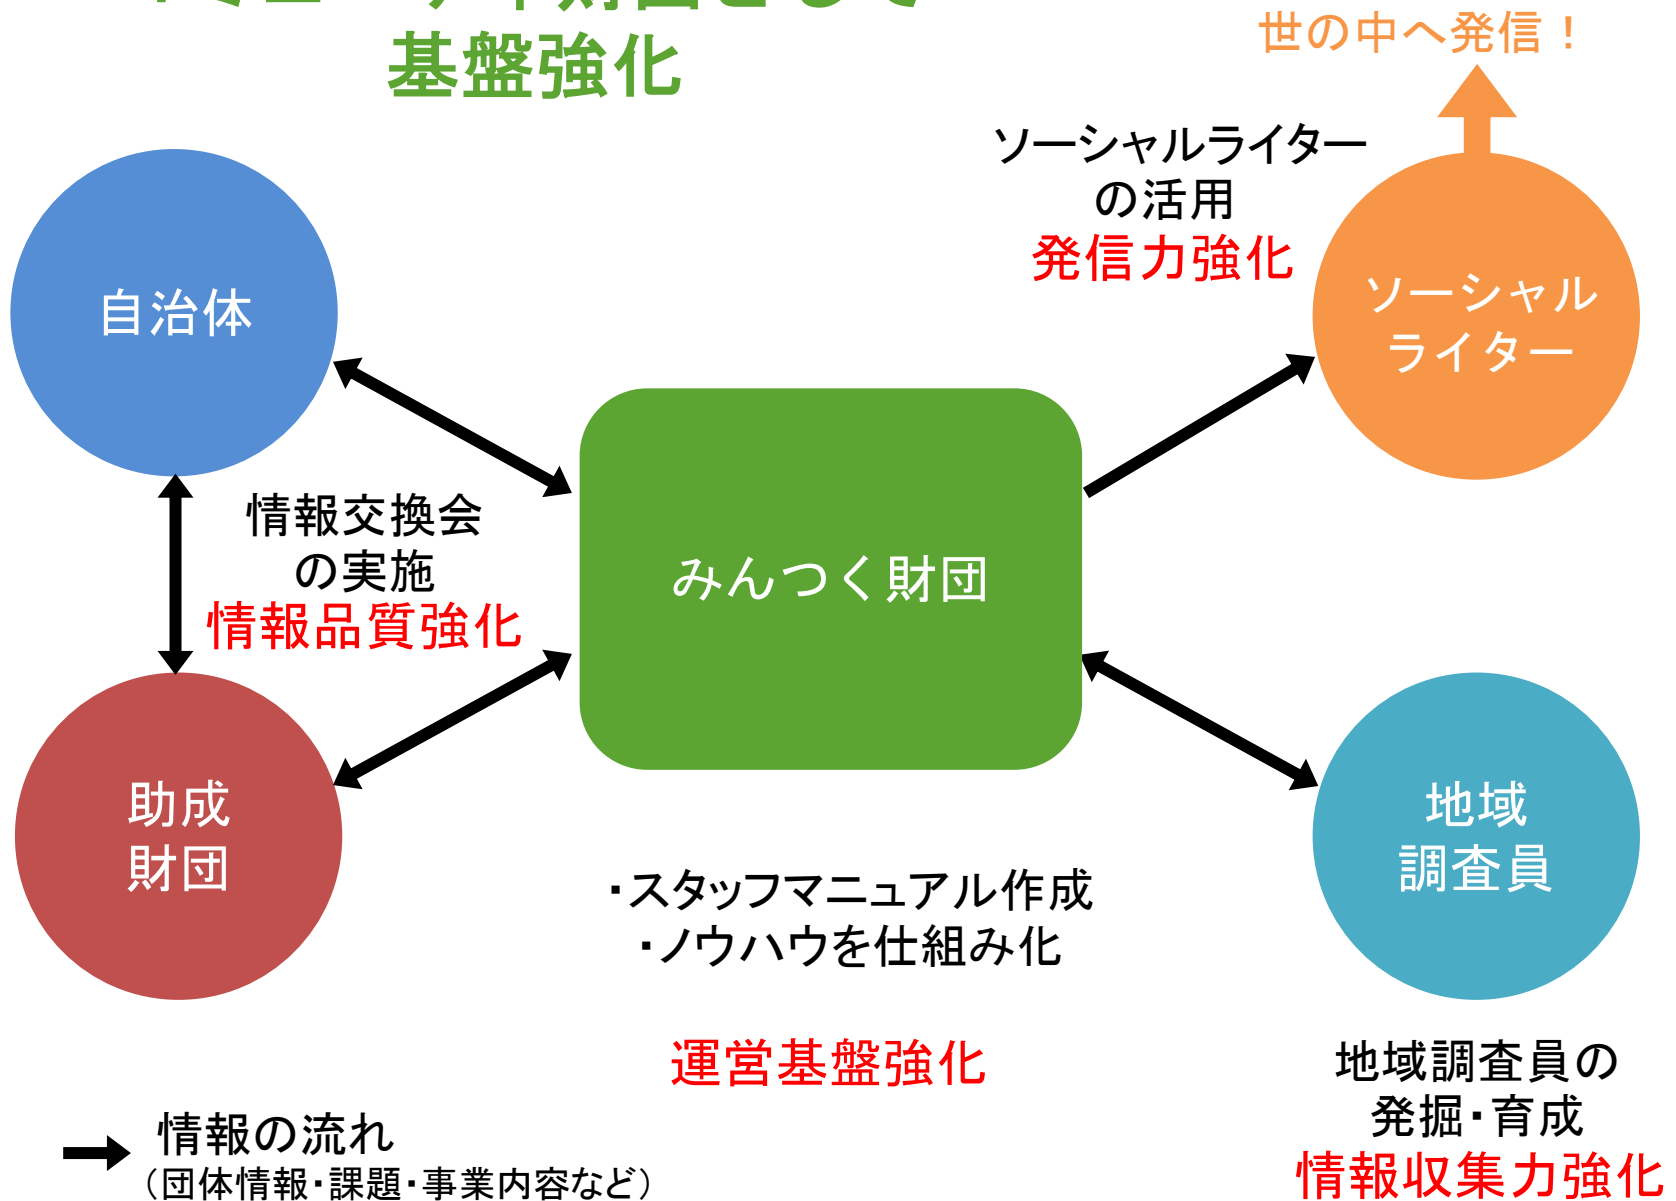 基盤強化
世の中へ発信！
ソーシャルライター
の活用
発信力強化
自治体
ソーシャル
ライター
情報交換会
の実施
情報品質強化
みんつく財団
助成
財団
地域
調査員
・スタッフマニュアル作成
・ノウハウを仕組み化
運営基盤強化
地域調査員の
発掘・育成
情報収集力強化
情報の流れ
（団体情報・課題・事業内容など）